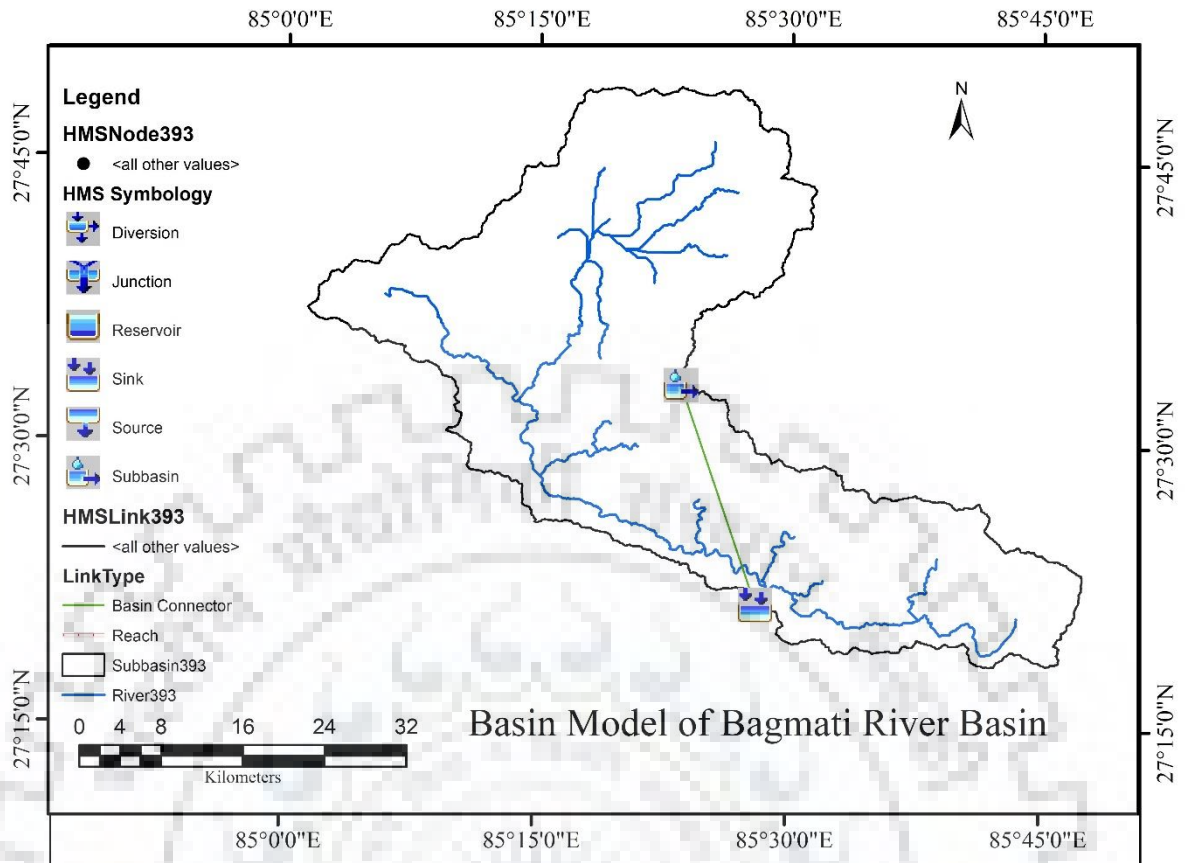 85°0'0"E 85°15'0"E 85°30'0"E 85°45'0"E
27°45'0"N
27°30'0"N
27°15'0"N
Legend
HMSNode393
<all other values>
HMS Symbology
Diversion
Junction
Reservoir
Sink
Source
Subbasin
HMSLink393
<all other values>
LinkType
Basin Connector
Reach
Subbasin393
River393
0 4 8 16 24 32
Kilometers
N
Basin Model of Bagmati River Basin
27°45'0"N
27°30'0"N
27°15'0"N
85°0'0"E 85°15'0"E 85°30'0"E 85°45'0"E